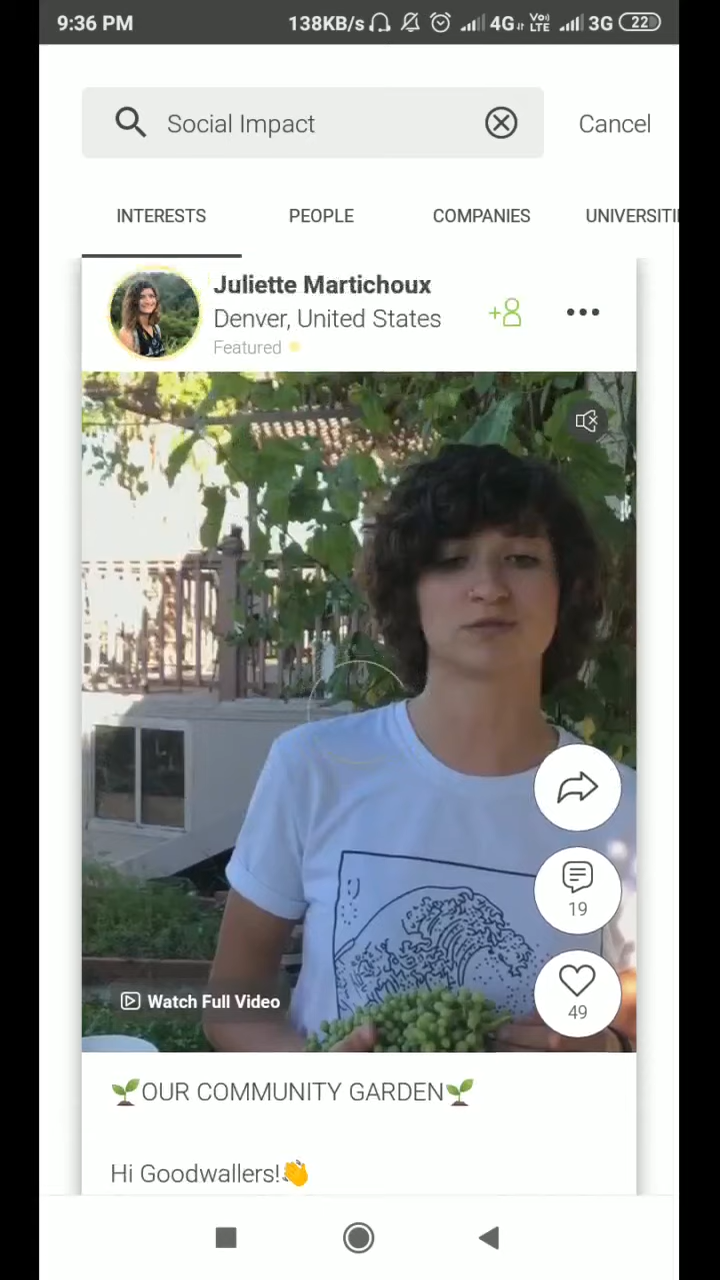 9:36 PM 138KB/s 4G Vo) LTE 3G 22
Social Impact Cancel
INTERESTS PEOPLE COMPANIES UNIVERSITI
Juliette Martichoux
Denver, United States
Featured
19
Watch Full Video
49
🌱OUR COMMUNITY GARDEN🌱
Hi Goodwallers!👏